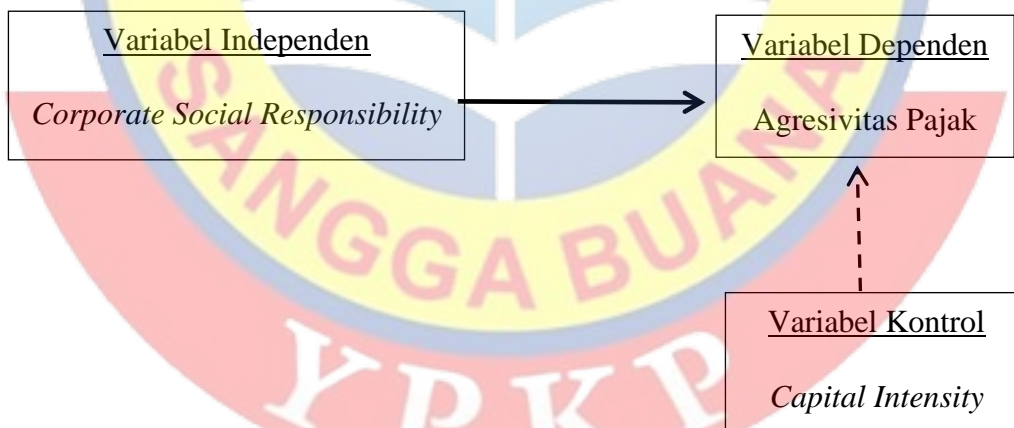 Variabel Independen
Corporate Social Responsibility
Variabel Dependen
Agresivitas Pajak
Variabel Kontrol
Capital Intensity
SANGGA BUANA
YPKP